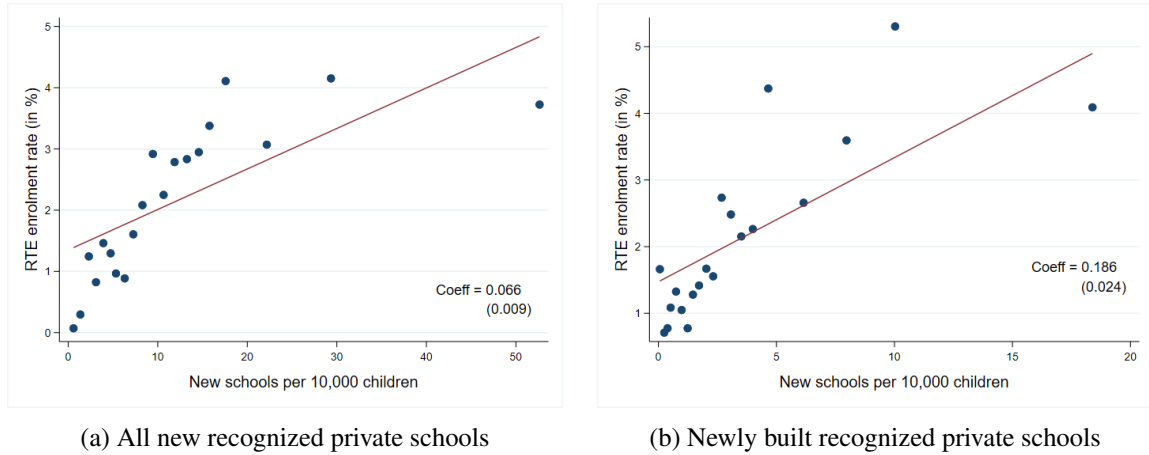 RTE enrolment rate (in %)
5
4
3
2
1
0
Coeff = 0.066
(0.009)
0 10 20 30 40 50
New schools per 10,000 children
(a) All new recognized private schools
RTE enrolment rate (in %)
5
4
3
2
1
Coeff = 0.186
(0.024)
0 5 10 15 20
New schools per 10,000 children
(b) Newly built recognized private schools